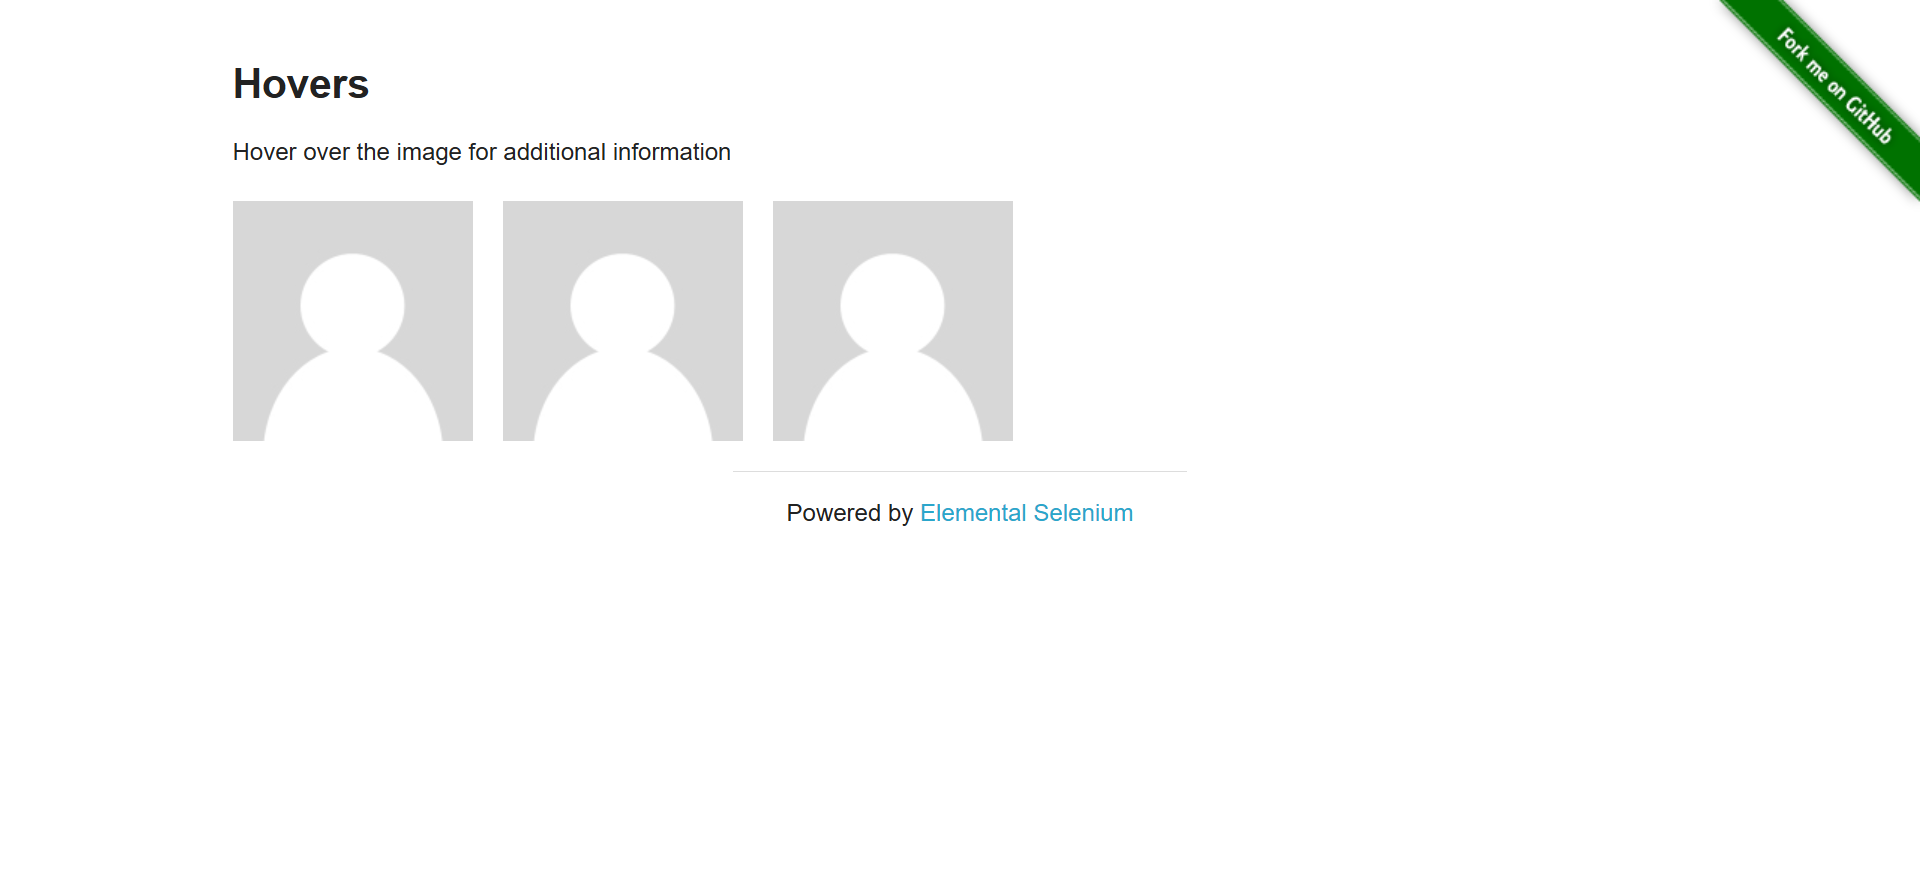 Hovers
Fork me on GitHub
Hover over the image for additional information
Powered by Elemental Selenium